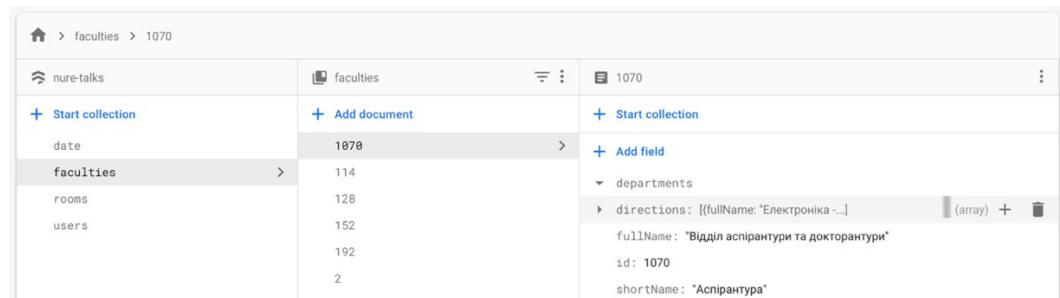 faculties > 1070
nure-talks
faculties
1070
+ Start collection
+ Add document
+ Start collection
date
faculties
rooms
users
1070
114
128
152
192
2
+ Add field
departments
directions: [{fullName: "Електроніка -...] (array) +
fullName: "Відділ аспірантури та докторантури"
id: 1070
shortName: "Аспірантура"